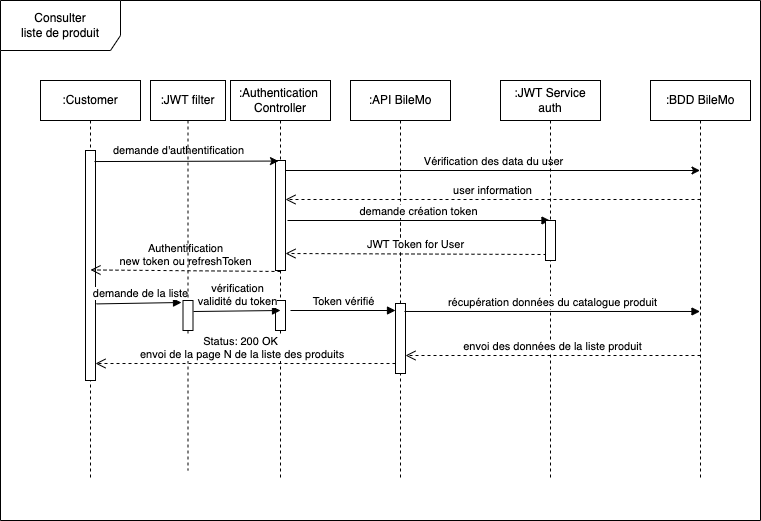 Consulter
liste de produit
:Customer
:JWT filter
:Authentication
Controller
:API BileMo
:JWT Service
auth
:BDD BileMo
demande d'authentification
Vérification des data du user
user information
demande création token
JWT Token for User
Authentification
new token ou refreshToken
demande de la liste
vérification
validité du token
Token vérifié
récupération données du catalogue produit
Status: 200 OK
envoi de la page N de la liste des produits
envoi des données de la liste produit